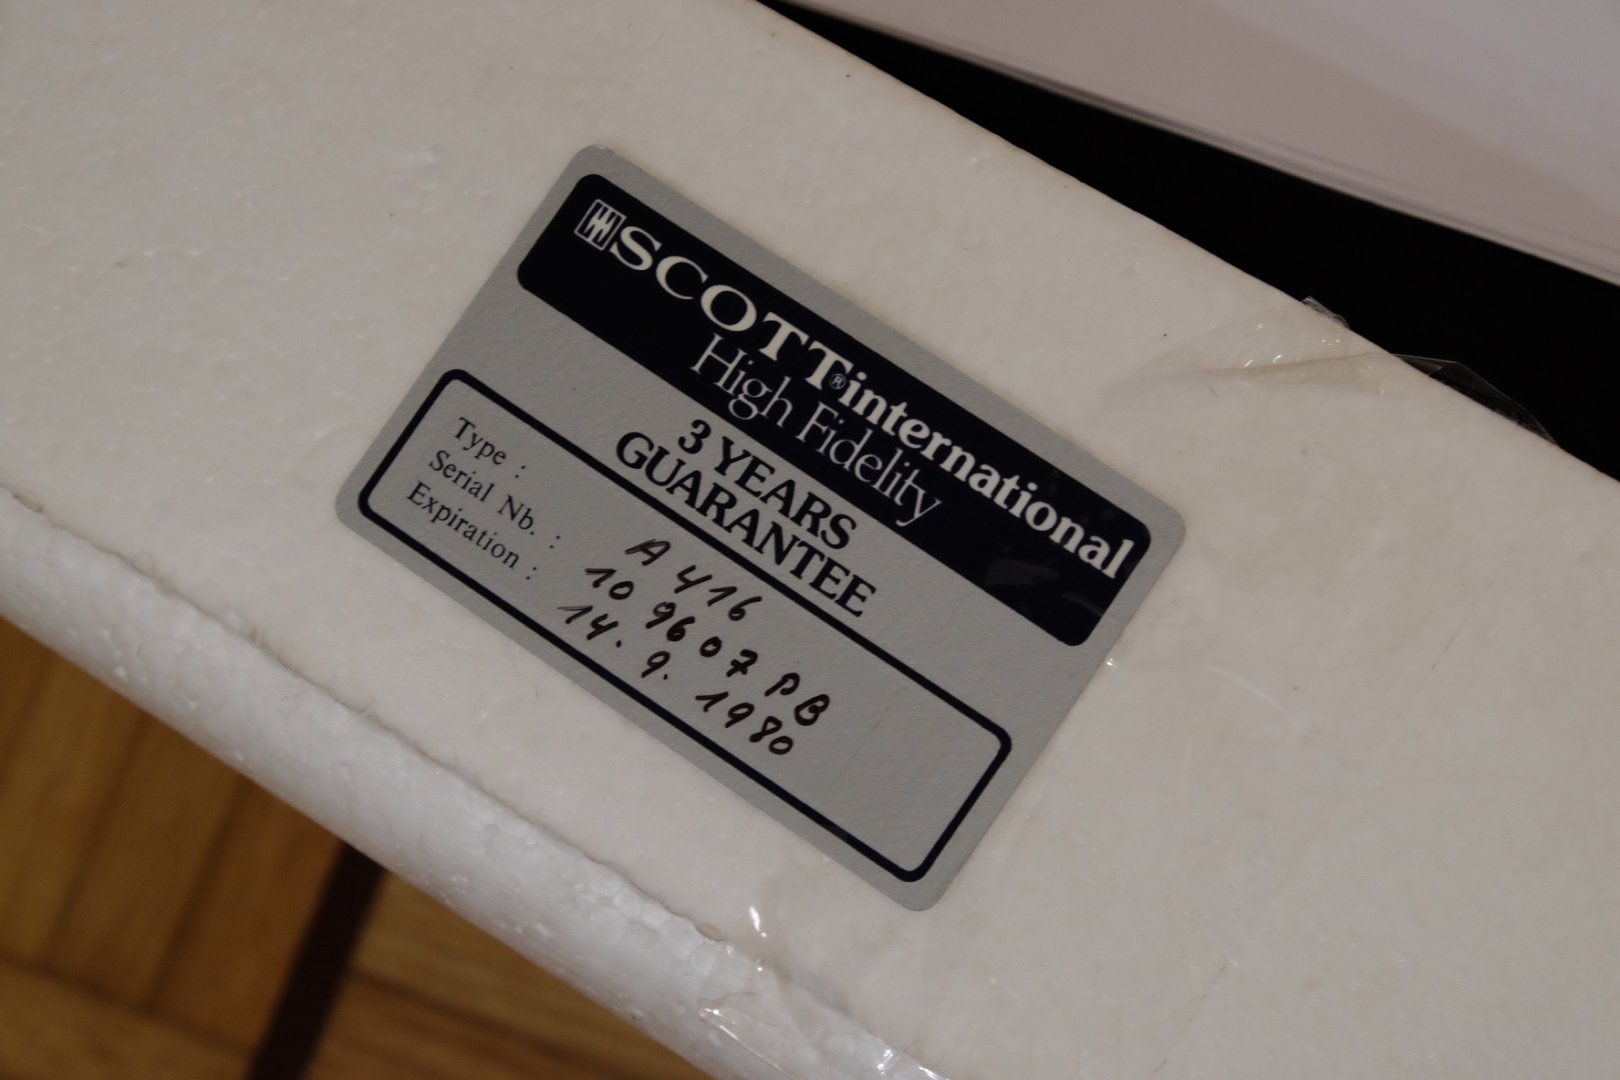 SCOTT® international
High Fidelity
3 YEARS
GUARANTEE
Type : A 416
Serial Nb. : 10 9607 PB
Expiration : 14. 9. 1980